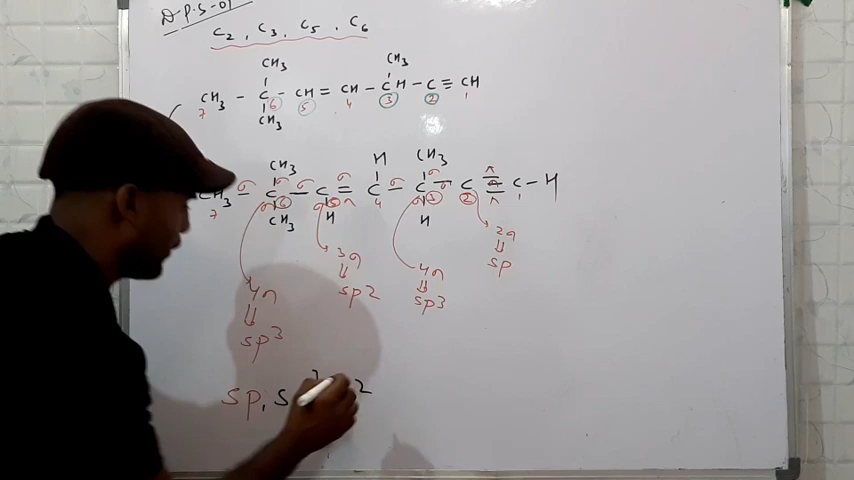 D-P.S-01
C2, C3, C5, C6
CH3 CH3
CH3 - C - CH = CH - CH - C ≡ CH
7 6 5 4 3 2 1
CH3
CH3 H CH3
CH3 - C - C = C - C - C ≡ C - H
σ σ σ π σ σ σ π σ π
7 6 5 4 3 2 1
CH3 H H
4σ 3σ 4σ 2σ
⇓ ⇓ ⇓ ⇓
sp3 sp2 sp3 sp
sp, s 2